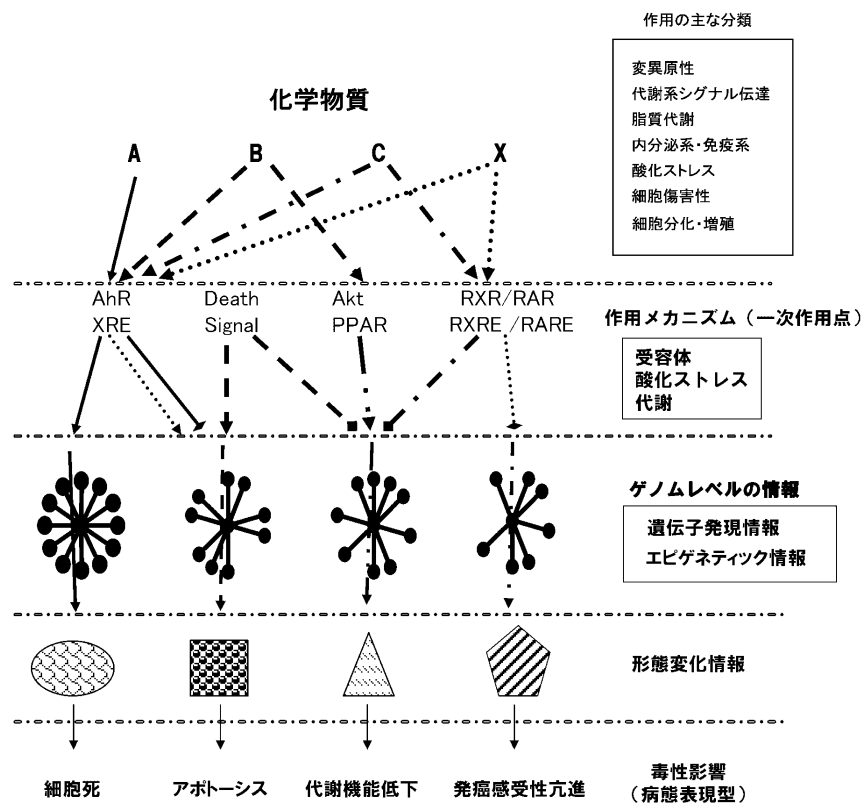 作用の主な分類
変異原性
代謝系シグナル伝達
脂質代謝
内分泌系・免疫系
酸化ストレス
細胞傷害性
細胞分化・増殖
化学物質
A B C X
AhR Death Akt RXR/RAR
XRE Signal PPAR RXRE /RARE
作用メカニズム（一次作用点）
受容体
酸化ストレス
代謝
ゲノムレベルの情報
遺伝子発現情報
エピゲネティック情報
形態変化情報
細胞死 アポトーシス 代謝機能低下 発癌感受性亢進
毒性影響
（病態表現型）